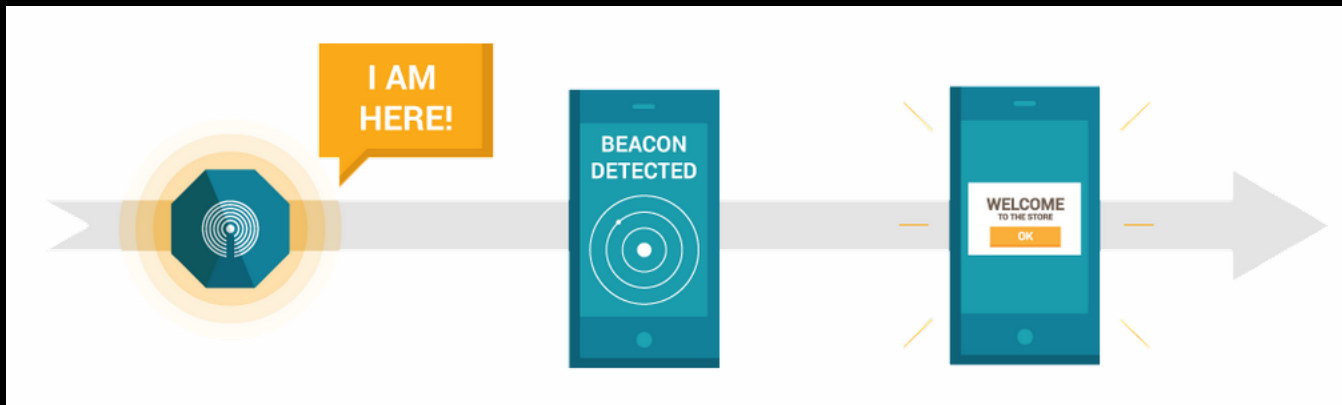 I AM
HERE!
BEACON
DETECTED
WELCOME
TO THE STORE
OK